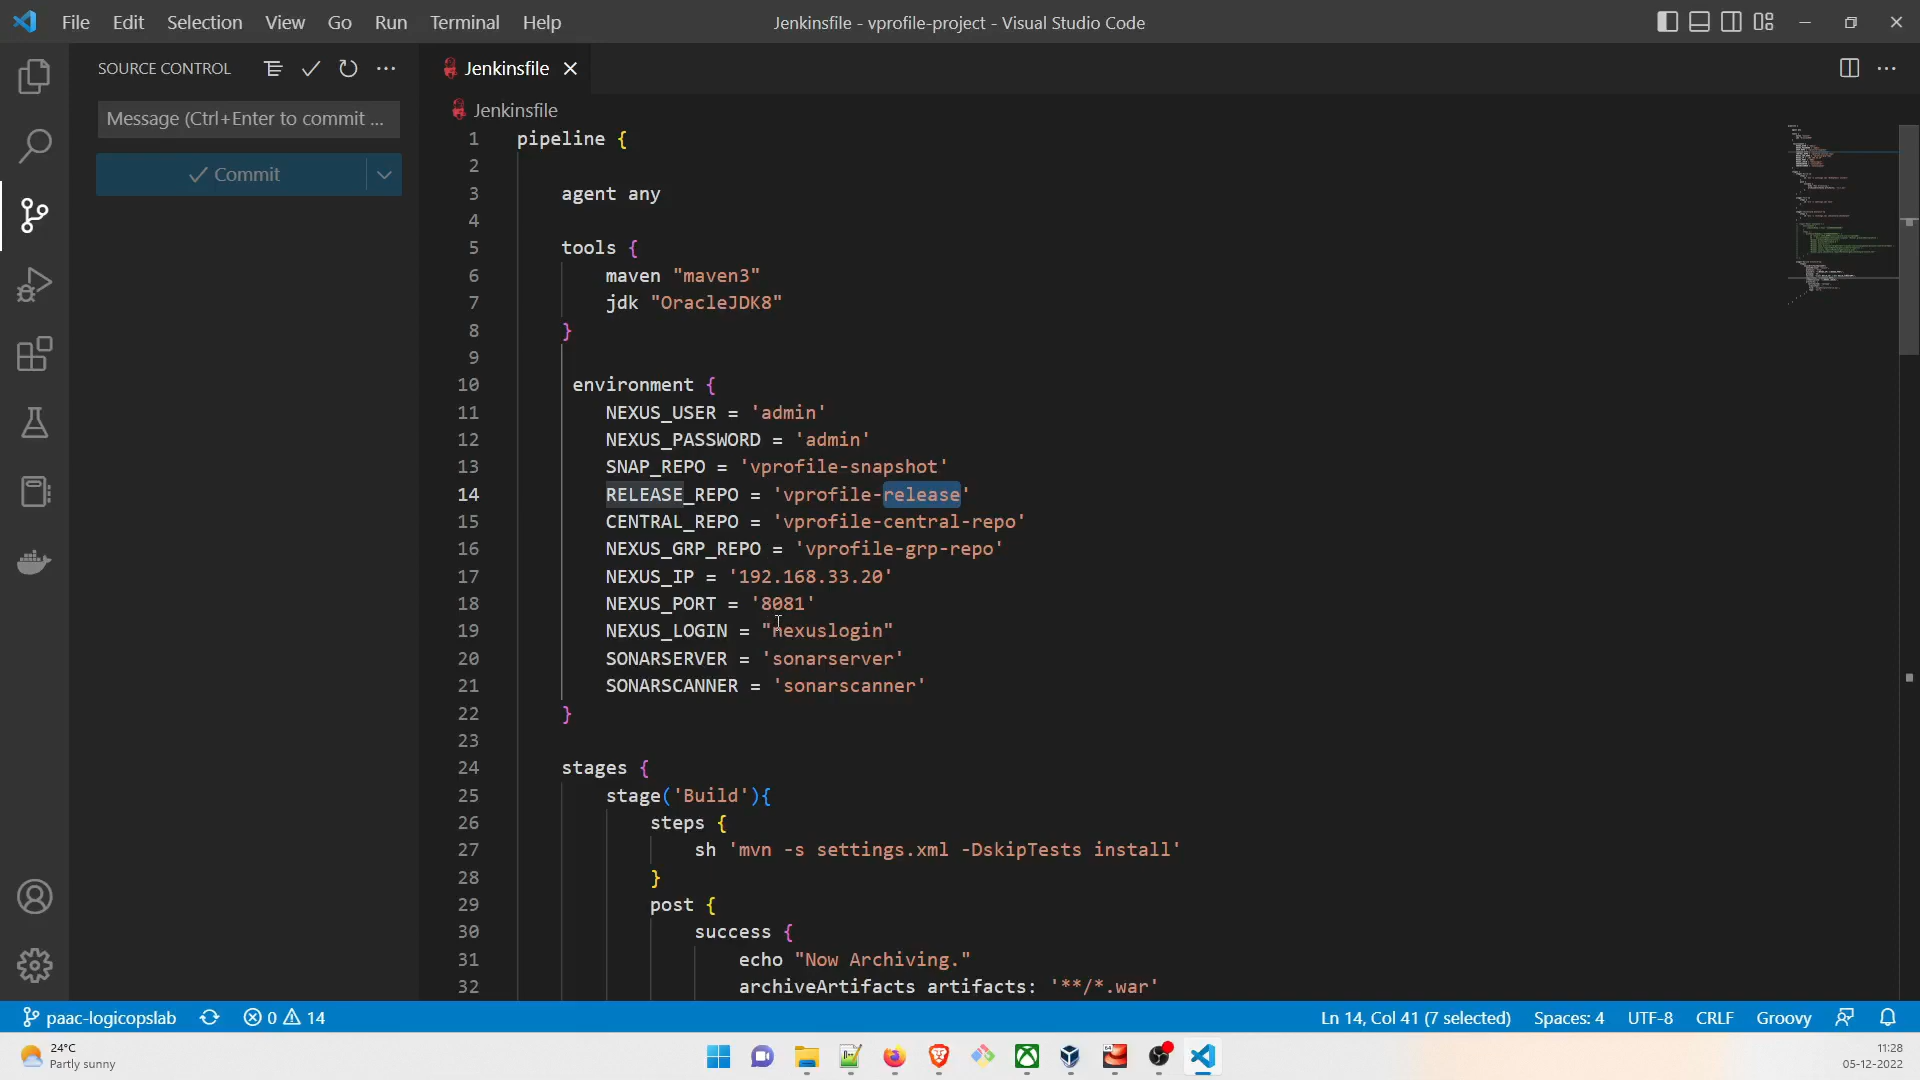 File Edit Selection View Go Run Terminal Help
Jenkinsfile - vprofile-project - Visual Studio Code
SOURCE CONTROL
Message (Ctrl+Enter to commit ...
Commit
Jenkinsfile
Jenkinsfile
1 pipeline {
2
3 agent any
4
5 tools {
6 maven "maven3"
7 jdk "OracleJDK8"
8 }
9
10 environment {
11 NEXUS_USER = 'admin'
12 NEXUS_PASSWORD = 'admin'
13 SNAP_REPO = 'vprofile-snapshot'
14 RELEASE_REPO = 'vprofile-release'
15 CENTRAL_REPO = 'vprofile-central-repo'
16 NEXUS_GRP_REPO = 'vprofile-grp-repo'
17 NEXUS_IP = '192.168.33.20'
18 NEXUS_PORT = '8081'
19 NEXUS_LOGIN = "nexuslogin"
20 SONARSERVER = 'sonarserver'
21 SONARSCANNER = 'sonarscanner'
22 }
23
24 stages {
25 stage('Build'){
26 steps {
27 sh 'mvn -s settings.xml -DskipTests install'
28 }
29 post {
30 success {
31 echo "Now Archiving."
32 archiveArtifacts artifacts: '**/*.war'
paac-logicopslab 0 14
Ln 14, Col 41 (7 selected) Spaces: 4 UTF-8 CRLF Groovy
24°C
Partly sunny
11:28
05-12-2022